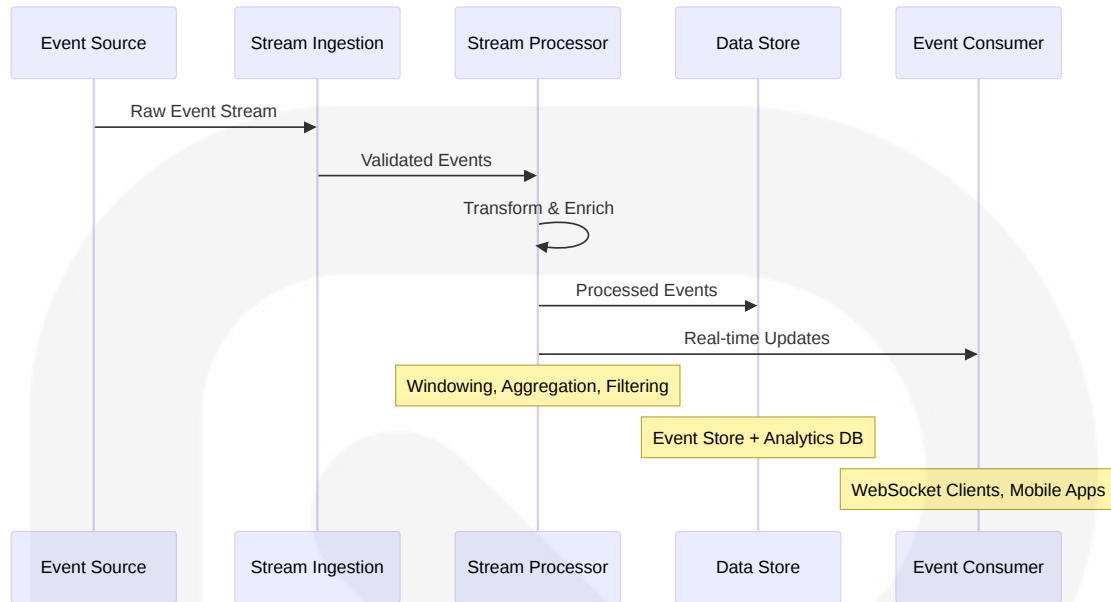 Event Source
Stream Ingestion
Stream Processor
Data Store
Event Consumer
Raw Event Stream
Validated Events
Transform & Enrich
Processed Events
Real-time Updates
Windowing, Aggregation, Filtering
Event Store + Analytics DB
WebSocket Clients, Mobile Apps
Event Source
Stream Ingestion
Stream Processor
Data Store
Event Consumer